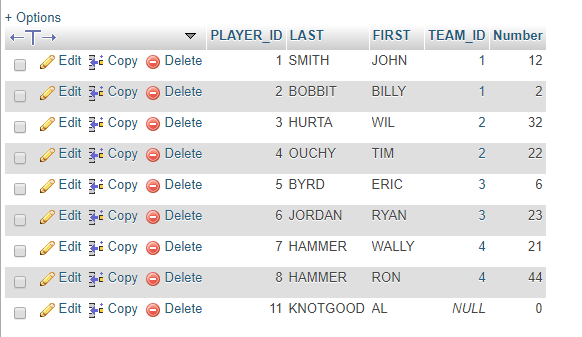 + Options
←T→ PLAYER_ID LAST FIRST TEAM_ID Number
Edit Copy Delete 1 SMITH JOHN 1 12
Edit Copy Delete 2 BOBBIT BILLY 1 2
Edit Copy Delete 3 HURTA WIL 2 32
Edit Copy Delete 4 OUCHY TIM 2 22
Edit Copy Delete 5 BYRD ERIC 3 6
Edit Copy Delete 6 JORDAN RYAN 3 23
Edit Copy Delete 7 HAMMER WALLY 4 21
Edit Copy Delete 8 HAMMER RON 4 44
Edit Copy Delete 11 KNOTGOOD AL NULL 0